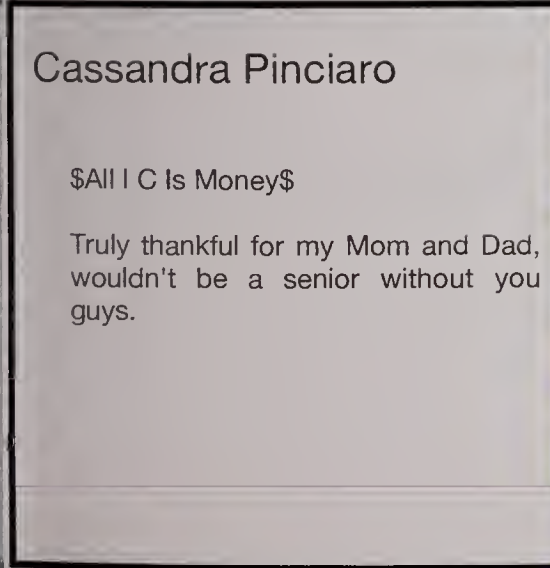 Cassandra Pinciaro
$All I C Is Money$
Truly thankful for my Mom and Dad,
wouldn't be a senior without you
guys.